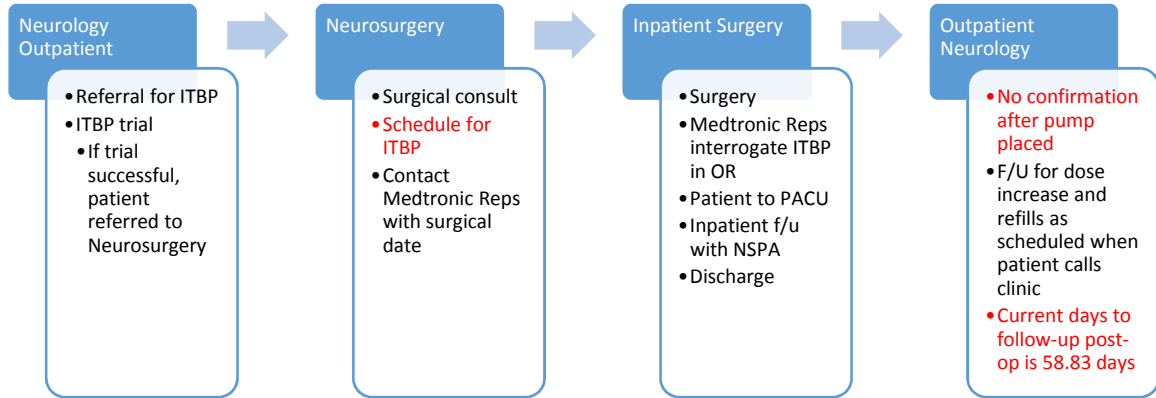 Neurology
Outpatient
•Referral for ITBP
•ITBP trial
•If trial
successful,
patient
referred to
Neurosurgery
Neurosurgery
•Surgical consult
•Schedule for
ITBP
•Contact
Medtronic Reps
with surgical
date
Inpatient Surgery
•Surgery
•Medtronic Reps
interrogate ITBP
in OR
•Patient to PACU
•Inpatient f/u
with NSPA
•Discharge
Outpatient
Neurology
•No confirmation
after pump
placed
•F/U for dose
increase and
refills as
scheduled when
patient calls
clinic
•Current days to
follow-up post-
op is 58.83 days